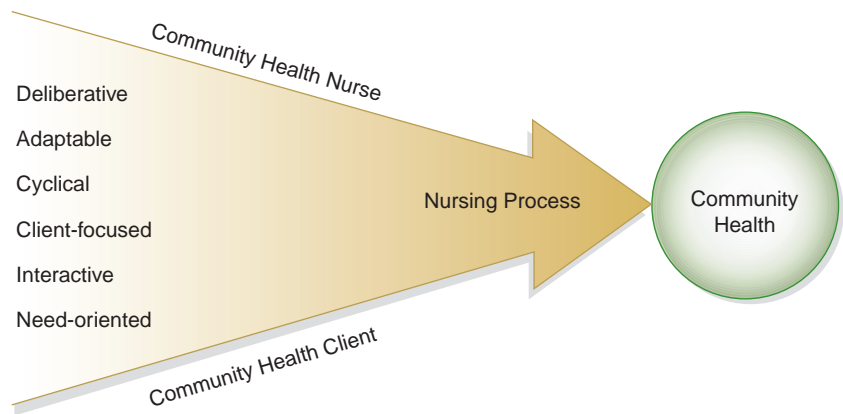 Community Health Nurse
Deliberative
Adaptable
Cyclical
Client-focused
Interactive
Need-oriented
Nursing Process
Community
Health
Community Health Client